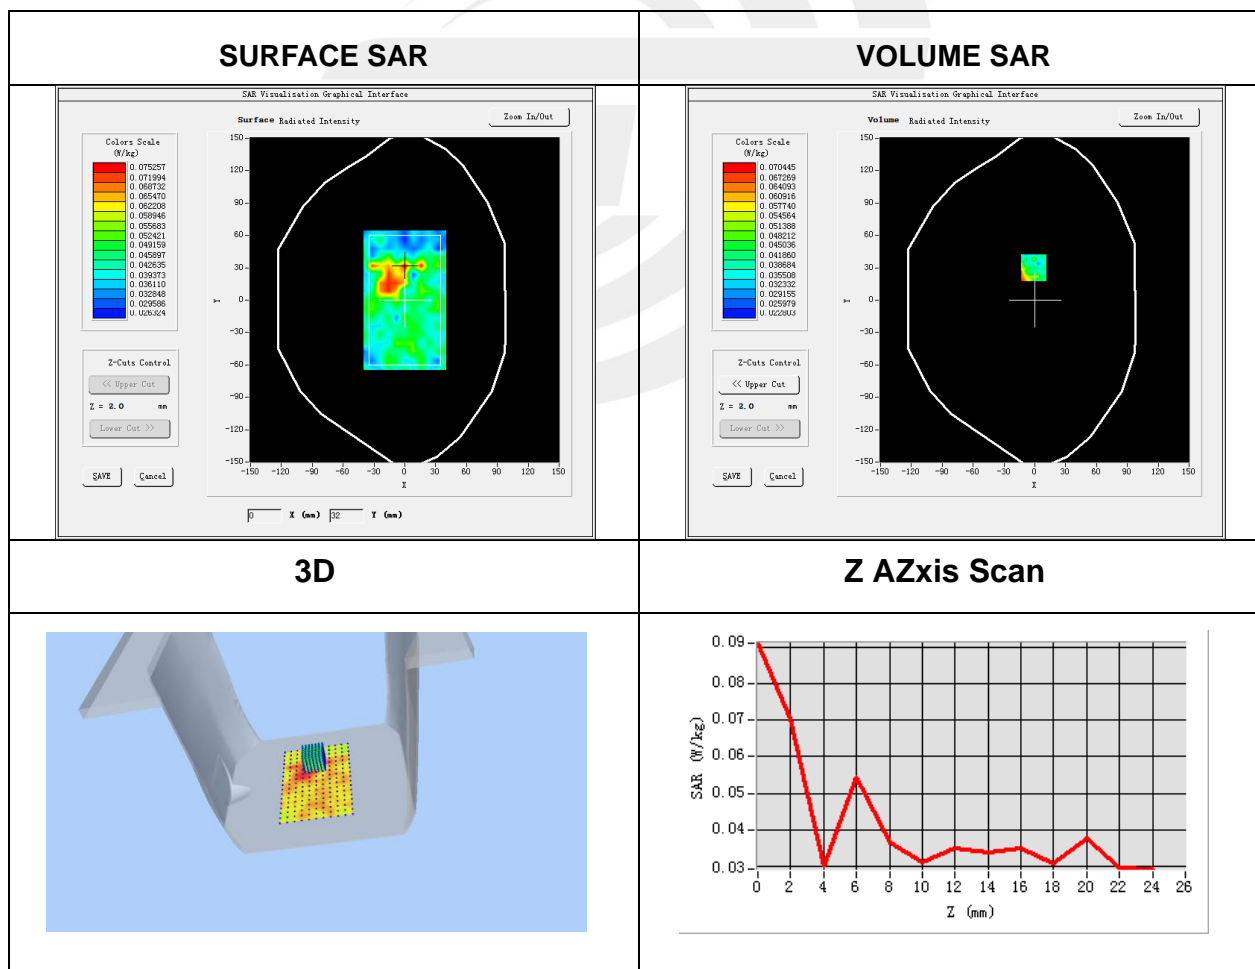 SURFACE SAR
VOLUME SAR
SAR Visualisation Graphical Interface
Surface Radiated Intensity
Zoom In/Out
Colors Scale
(W/kg)
0.075257
0.071994
0.068732
0.065470
0.062208
0.058946
0.055683
0.052421
0.049159
0.045897
0.042635
0.039373
0.036110
0.032848
0.029586
0.026324
Z-Cuts Control
<< Upper Cut
Z = 2.0 mm
Lower Cut >>
SAVE Cancel
150
120
90
60
30
0
-30
-60
-90
-120
-150
Y
-150 -120 -90 -60 -30 0 30 60 90 120 150
X
0 X (mm) 32 Y (mm)
SAR Visualisation Graphical Interface
Volume Radiated Intensity
Zoom In/Out
Colors Scale
(W/kg)
0.070445
0.067269
0.064093
0.060916
0.057740
0.054564
0.051388
0.048212
0.045036
0.041860
0.038684
0.035508
0.032332
0.029155
0.025979
0.022803
Z-Cuts Control
<< Upper Cut
Z = 2.0 mm
Lower Cut >>
SAVE Cancel
150
120
90
60
30
0
-30
-60
-90
-120
-150
Y
-150 -120 -90 -60 -30 0 30 60 90 120 150
X
3D
Z AZxis Scan
0.09
0.08
0.07
0.06
0.05
0.04
0.03
SAR (W/kg)
0 2 4 6 8 10 12 14 16 18 20 22 24 26
Z (mm)